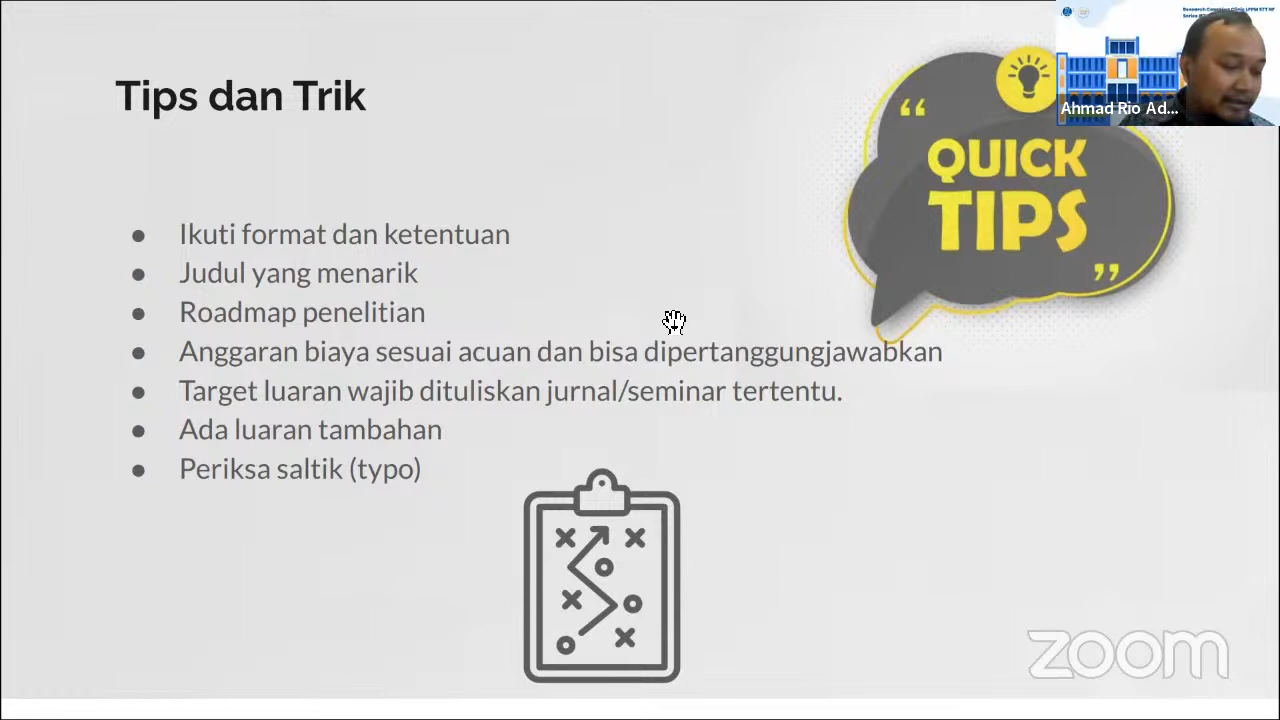 Tips dan Trik
“
QUICK
TIPS
”
● Ikuti format dan ketentuan
● Judul yang menarik
● Roadmap penelitian
● Anggaran biaya sesuai acuan dan bisa dipertanggungjawabkan
● Target luaran wajib dituliskan jurnal/seminar tertentu.
● Ada luaran tambahan
● Periksa saltik (typo)
Ahmad Rio Ad...
zoom